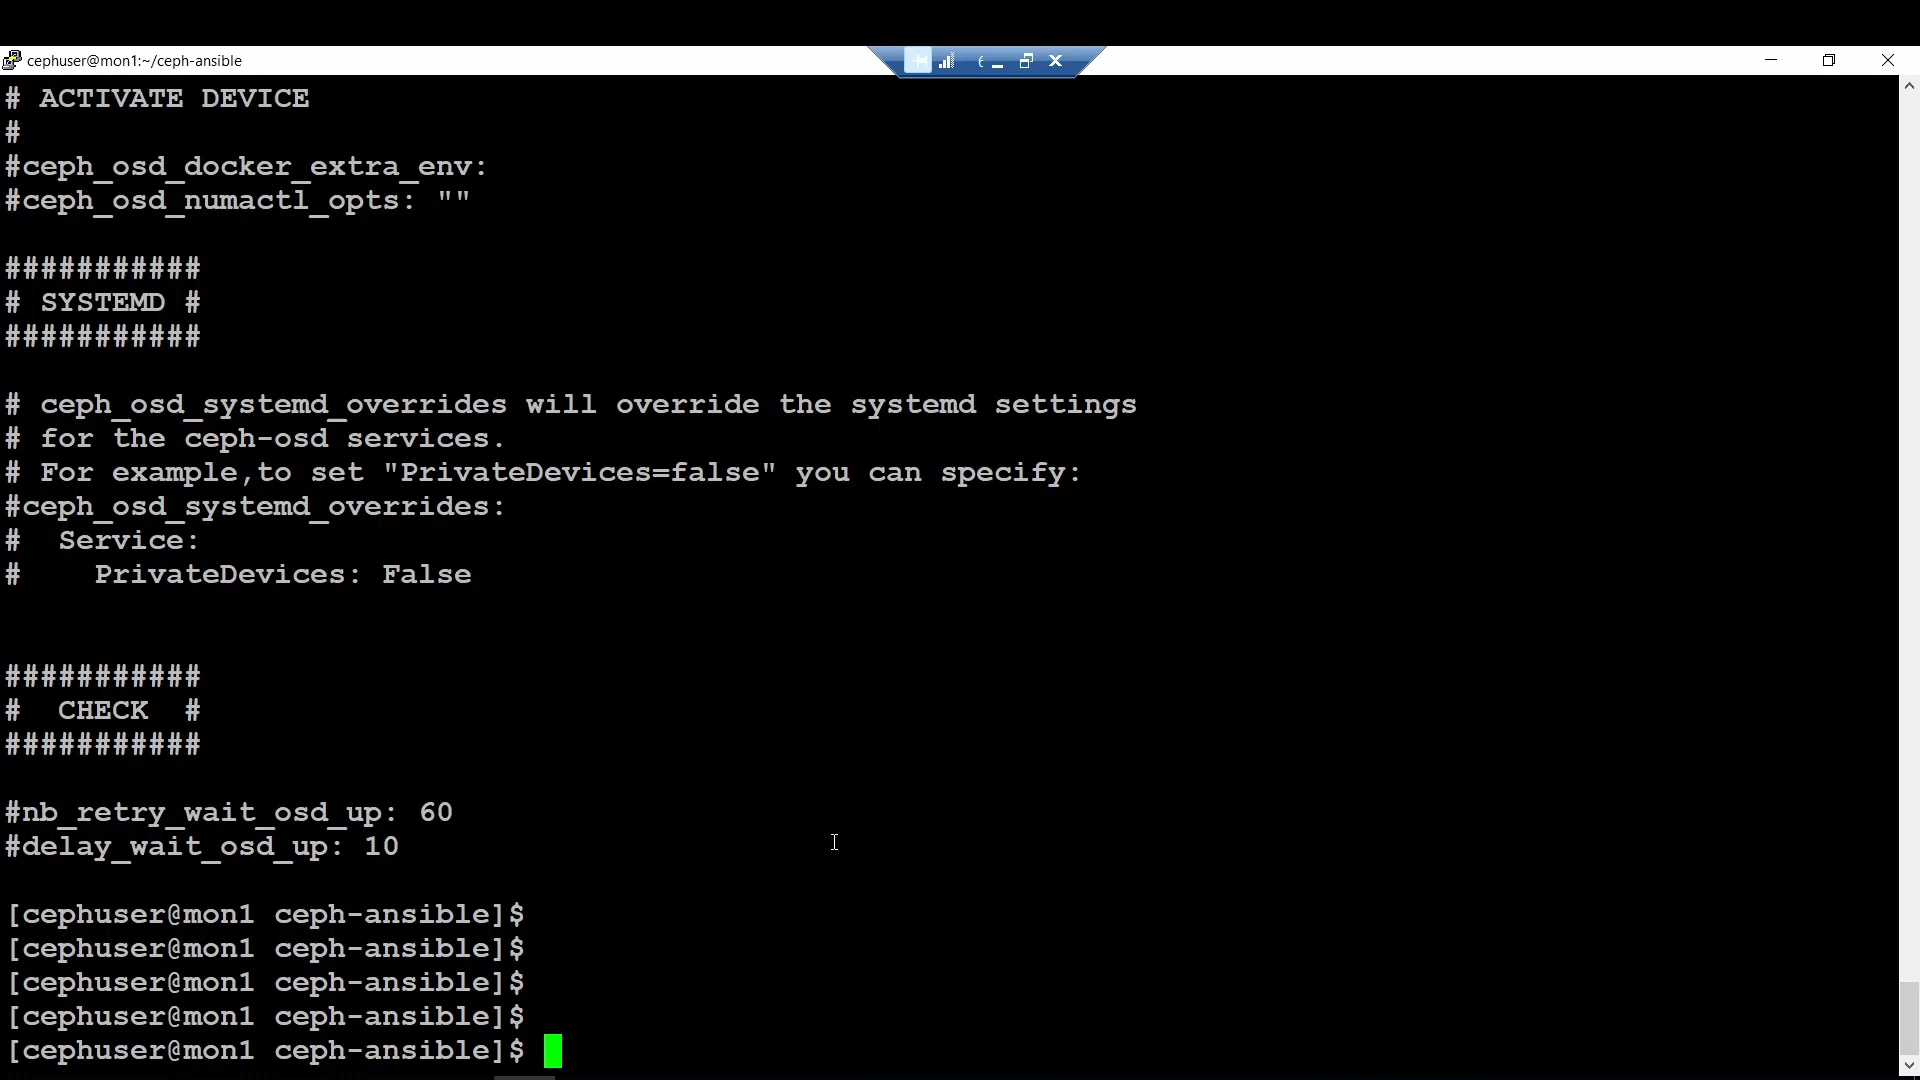 cephuser@mon1:~/ceph-ansible
# ACTIVATE DEVICE
#
#ceph_osd_docker_extra_env:
#ceph_osd_numactl_opts: ""
###########
# SYSTEMD #
###########
# ceph_osd_systemd_overrides will override the systemd settings
# for the ceph-osd services.
# For example,to set "PrivateDevices=false" you can specify:
#ceph_osd_systemd_overrides:
#  Service:
#    PrivateDevices: False
###########
#  CHECK  #
###########
#nb_retry_wait_osd_up: 60
#delay_wait_osd_up: 10
[cephuser@mon1 ceph-ansible]$
[cephuser@mon1 ceph-ansible]$
[cephuser@mon1 ceph-ansible]$
[cephuser@mon1 ceph-ansible]$
[cephuser@mon1 ceph-ansible]$